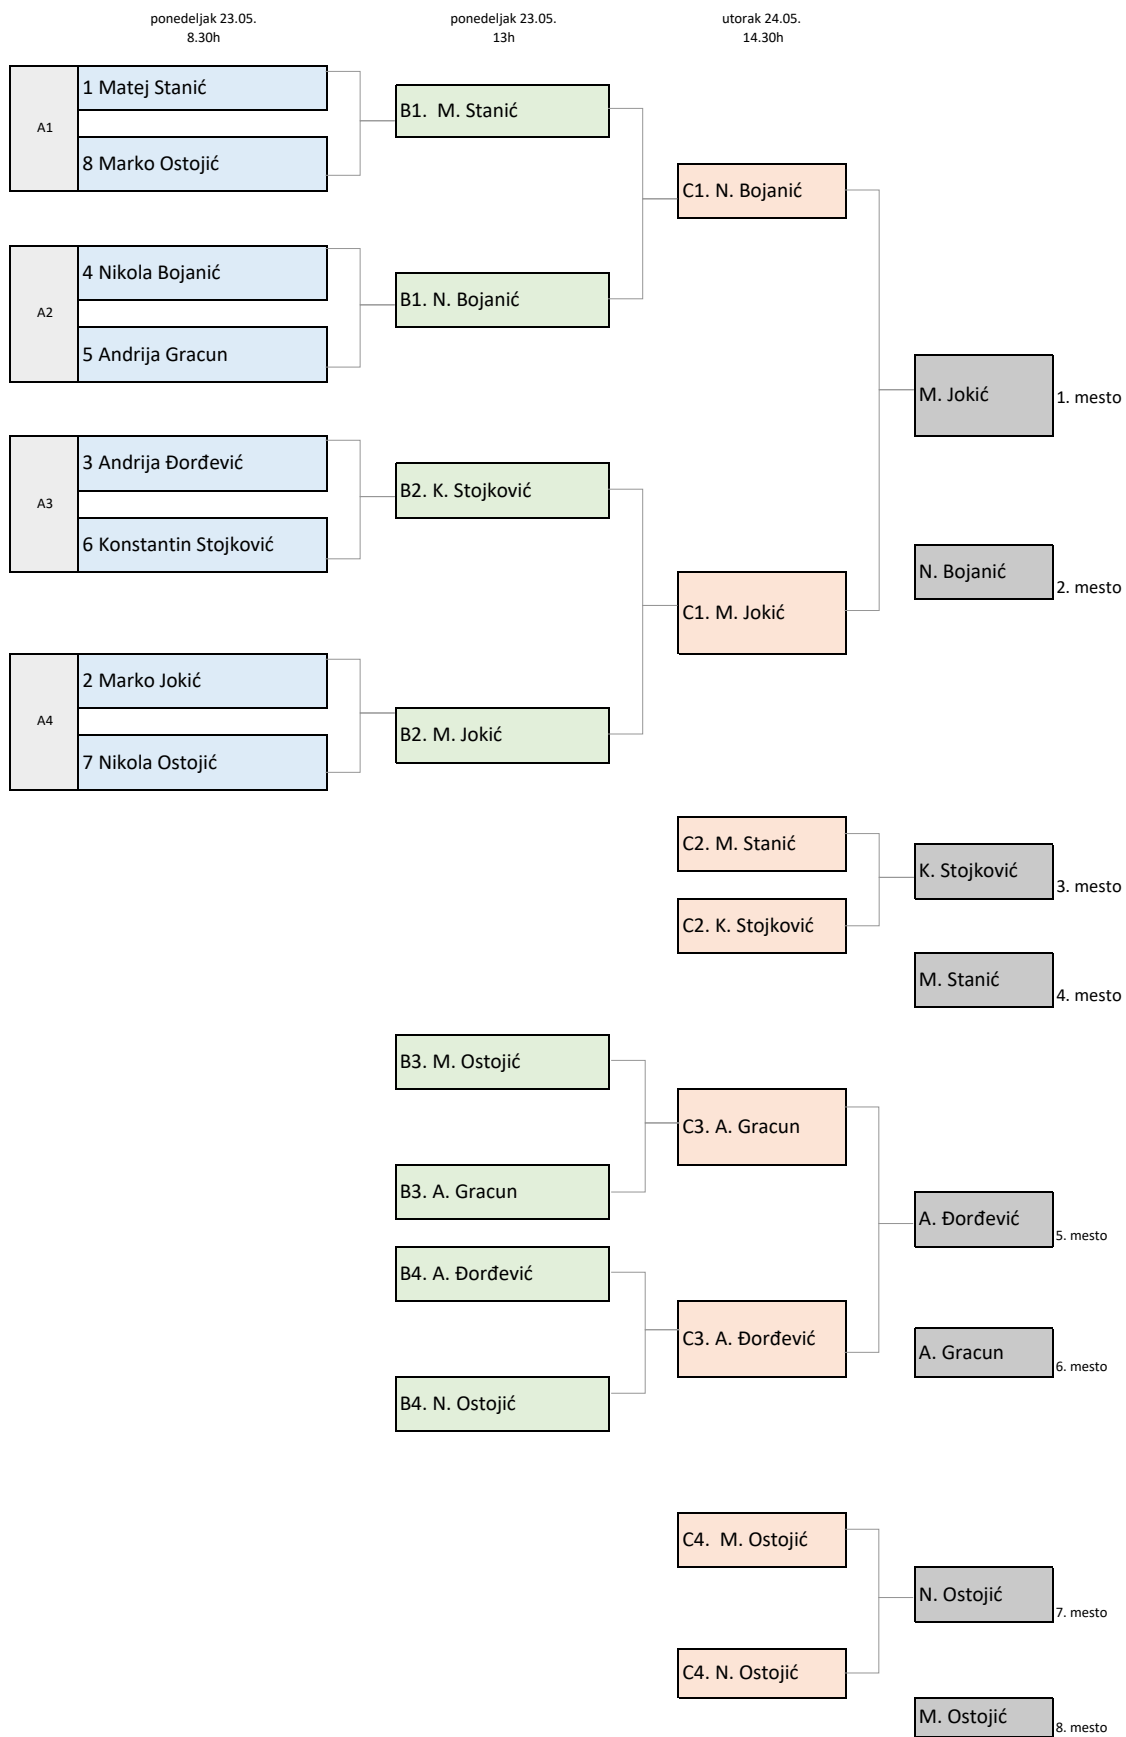 ponedeljak 23.05.
8.30h
ponedeljak 23.05.
13h
utorak 24.05.
14.30h
A1
1 Matej Stanić
8 Marko Ostojić
A2
4 Nikola Bojanić
5 Andrija Gracun
A3
3 Andrija Đorđević
6 Konstantin Stojković
A4
2 Marko Jokić
7 Nikola Ostojić
B1. M. Stanić
B1. N. Bojanić
B2. K. Stojković
B2. M. Jokić
C1. N. Bojanić
C1. M. Jokić
M. Jokić 1. mesto
N. Bojanić 2. mesto
C2. M. Stanić
C2. K. Stojković
K. Stojković 3. mesto
M. Stanić 4. mesto
B3. M. Ostojić
B3. A. Gracun
B4. A. Đorđević
B4. N. Ostojić
C3. A. Gracun
C3. A. Đorđević
A. Đorđević 5. mesto
A. Gracun 6. mesto
C4. M. Ostojić
C4. N. Ostojić
N. Ostojić 7. mesto
M. Ostojić 8. mesto